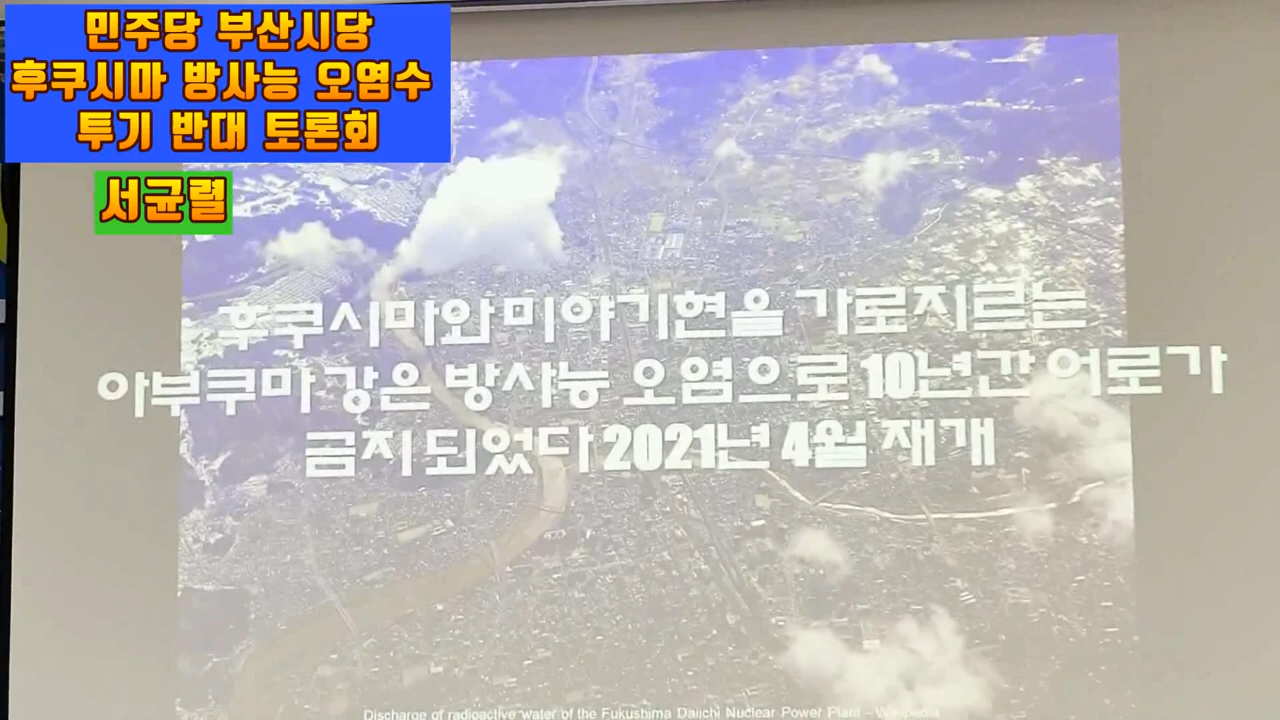 민주당 부산시당
후쿠시마 방사능 오염수
투기 반대 토론회
서균렬
후쿠시마와 미야기현을 가로지르는
아부쿠마 강은 방사능 오염으로 10년간 어로가
금지 되었다 2021년 4월 재개
Discharge of radioactive water of the Fukushima Daiichi Nuclear Power Plant – Wikipedia